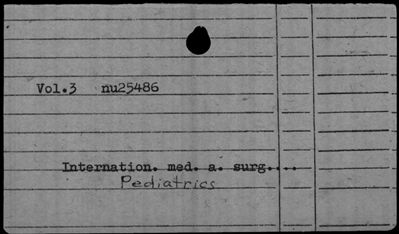 Vol.3 nu25486
Internation. med. a. surg....
Pediatrics